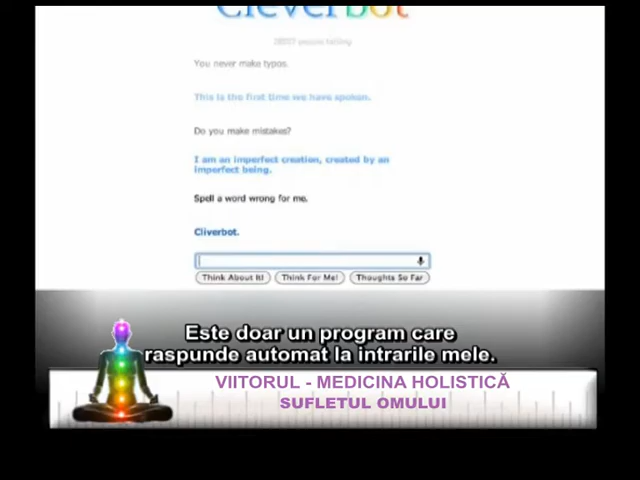 Cleverbot
You never make typos.
This is the first time we have spoken.
Do you make mistakes?
I am an imperfect creation, created by an
imperfect being.
Spell a word wrong for me.
Cliverbot.
Think About It! Think For Me! Thoughts So Far
Este doar un program care
raspunde automat la intrarile mele.
VIITORUL - MEDICINA HOLISTICĂ
SUFLETUL OMULUI